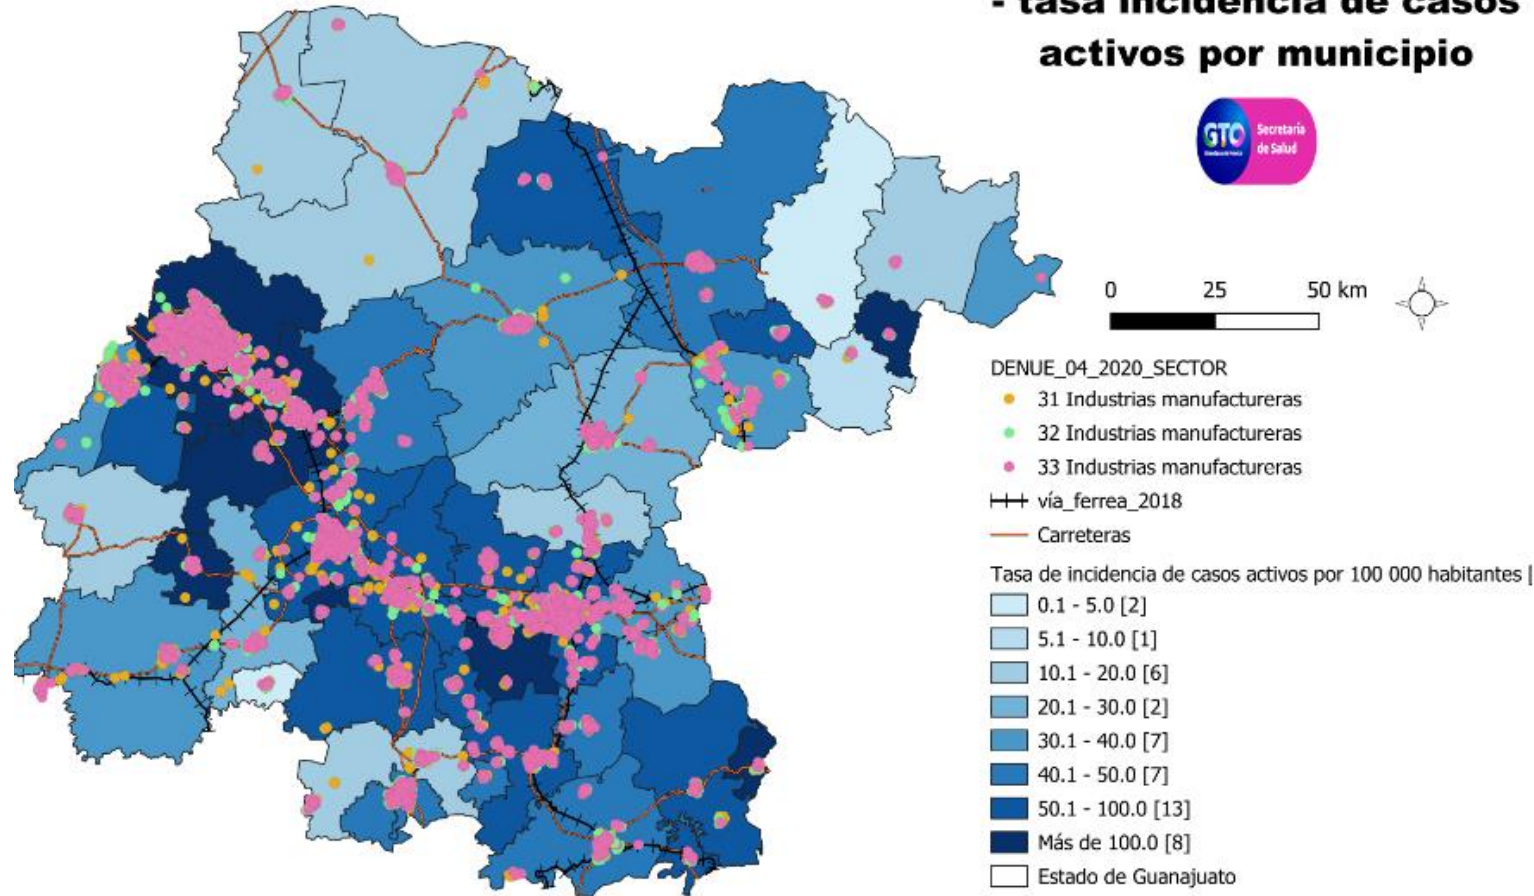 - tasa incidencia de casos
activos por municipio
GTO
Secretaría
de Salud
0 25 50 km
DENUE_04_2020_SECTOR
31 Industrias manufactureras
32 Industrias manufactureras
33 Industrias manufactureras
vía_ferrea_2018
Carreteras
Tasa de incidencia de casos activos por 100 000 habitantes [
0.1 - 5.0 [2]
5.1 - 10.0 [1]
10.1 - 20.0 [6]
20.1 - 30.0 [2]
30.1 - 40.0 [7]
40.1 - 50.0 [7]
50.1 - 100.0 [13]
Más de 100.0 [8]
Estado de Guanajuato